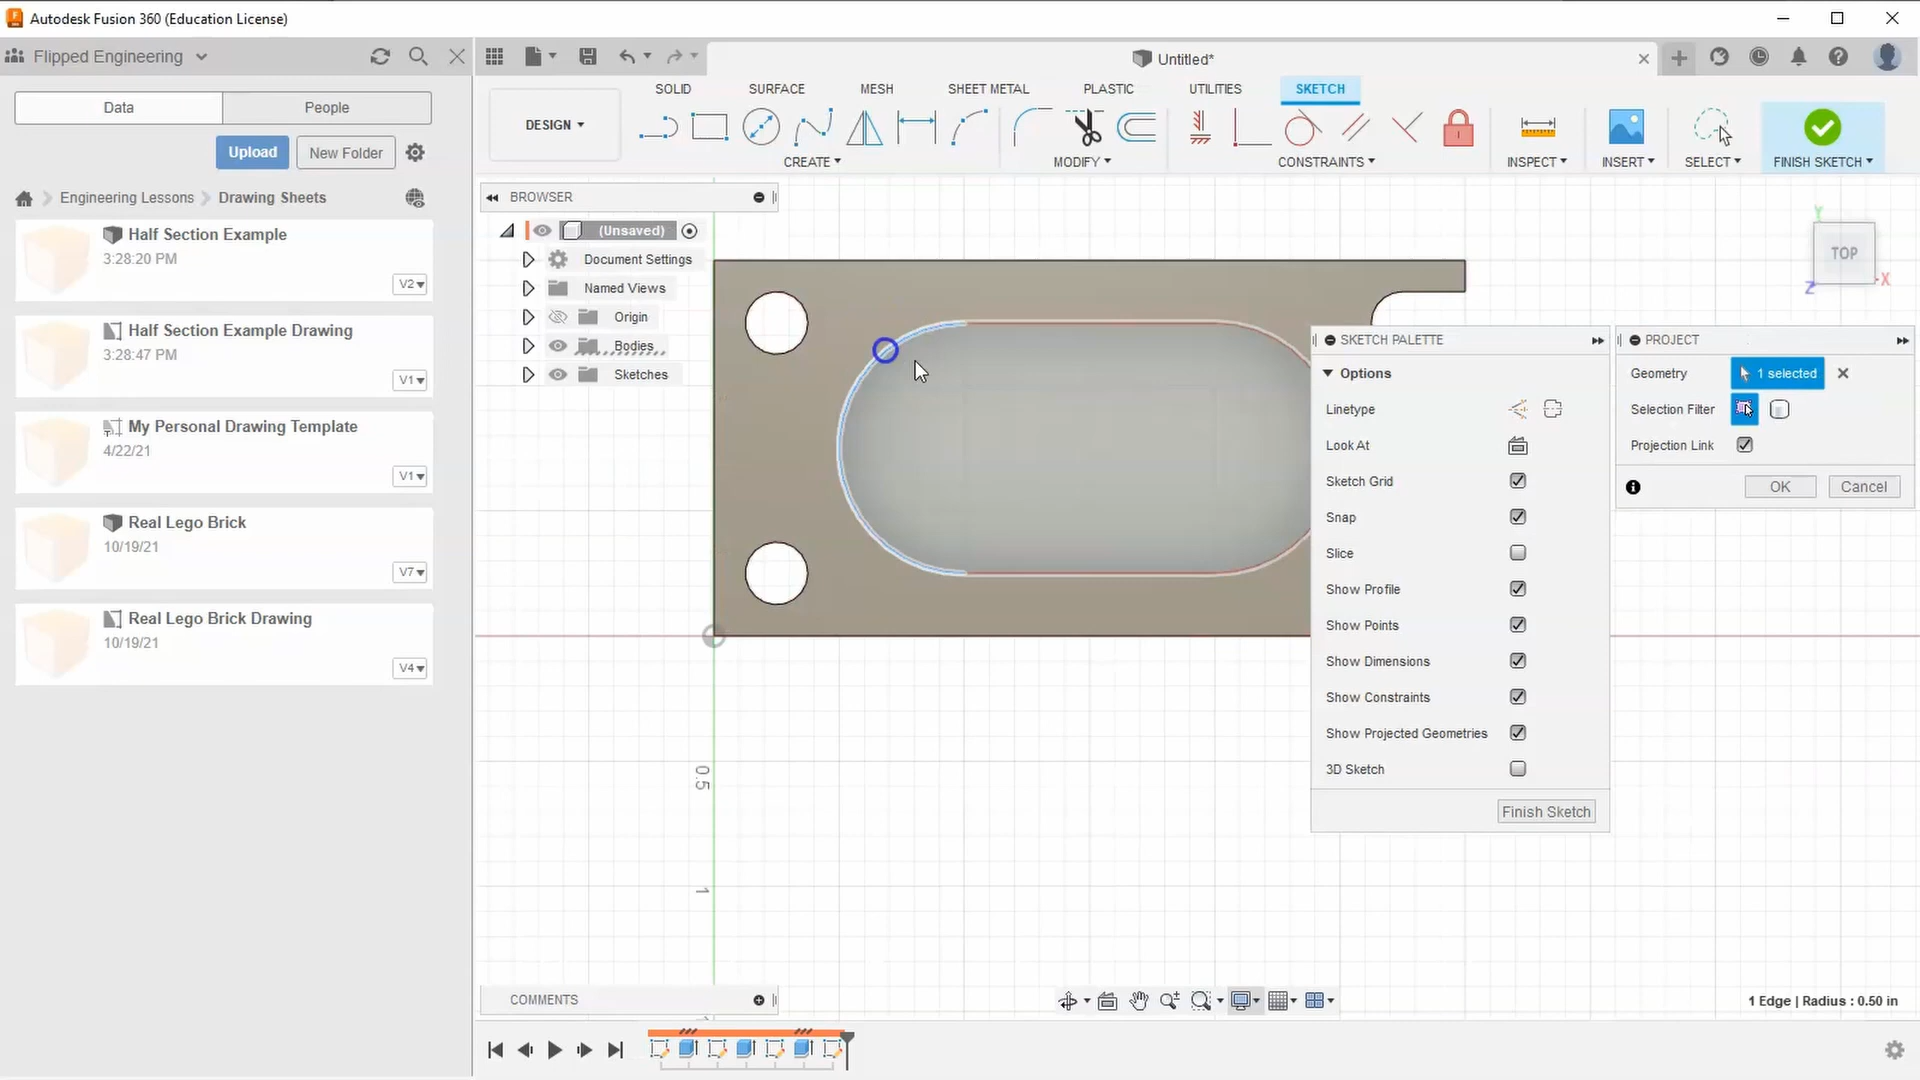 Autodesk Fusion 360 (Education License)
Flipped Engineering
Untitled*
Data
People
Upload
New Folder
Engineering Lessons
Drawing Sheets
Half Section Example
3:28:20 PM
V2
Half Section Example Drawing
3:28:47 PM
V1
My Personal Drawing Template
4/22/21
V1
Real Lego Brick
10/19/21
V7
Real Lego Brick Drawing
10/19/21
V4
DESIGN
SOLID
SURFACE
MESH
SHEET METAL
PLASTIC
UTILITIES
SKETCH
CREATE
MODIFY
CONSTRAINTS
INSPECT
INSERT
SELECT
FINISH SKETCH
BROWSER
(Unsaved)
Document Settings
Named Views
Origin
Bodies
Sketches
Y
TOP
X
Z
SKETCH PALETTE
Options
Linetype
Look At
Sketch Grid
Snap
Slice
Show Profile
Show Points
Show Dimensions
Show Constraints
Show Projected Geometries
3D Sketch
Finish Sketch
PROJECT
Geometry
1 selected
Selection Filter
Projection Link
OK
Cancel
0.5
1
COMMENTS
1 Edge | Radius : 0.50 in